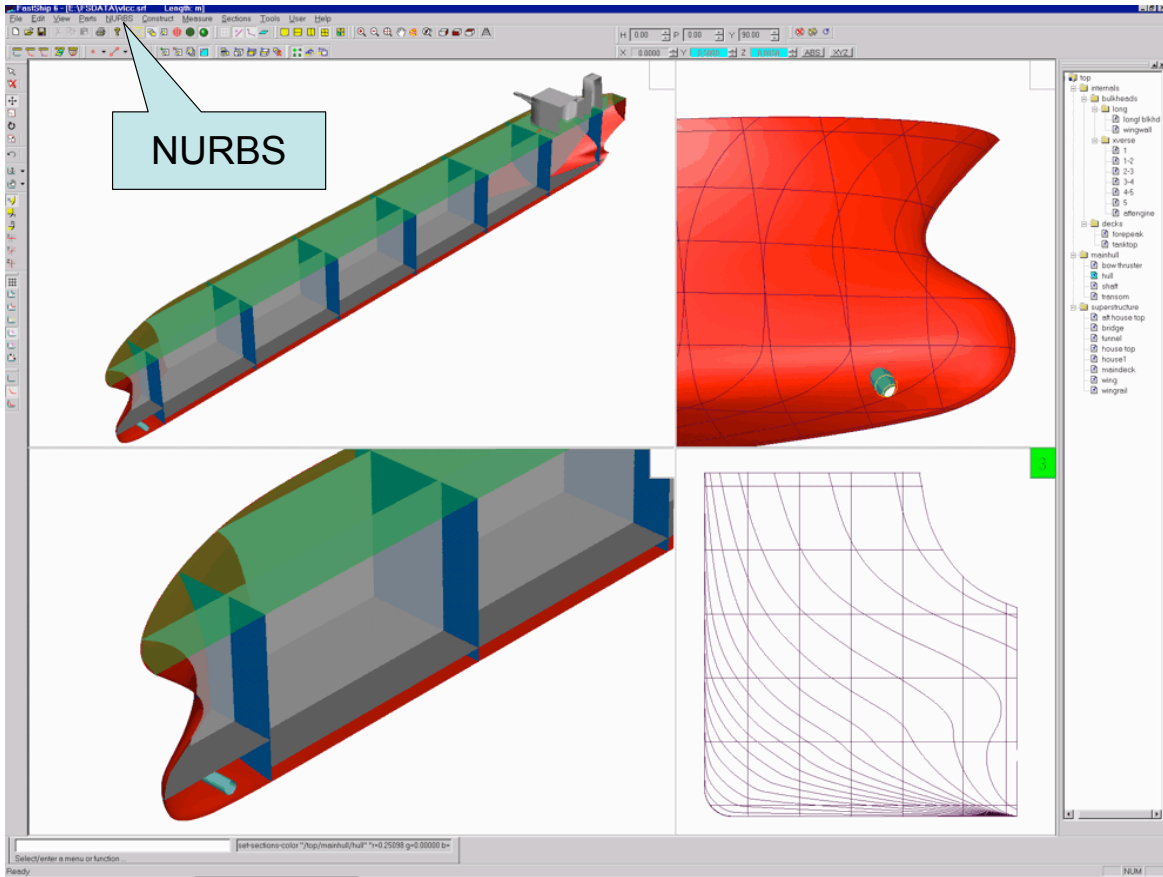 FastShip 6 - [E:\FSDATA\vlcc.srf Length: m]
File Edit View Parts NURBS Construct Measure Sections Tools User Help
H 0.00 P 0.00 Y 90.00
X 0.0000 Y Z ABS XYZ
NURBS
3
top
internals
bulkheads
long
longl blkhd
wingwall
xverse
1
1-2
2-3
3-4
4-5
5
aftengine
decks
forepeak
tanktop
mainhull
bow thruster
hull
shaft
transom
superstructure
aft house top
bridge
funnel
house top
house1
maindeck
wing
wingrail
set-sections-color "/top/mainhull/hull" "r=0.25098 g=0.00000 b=
Select/enter a menu or function ...
Ready
NUM